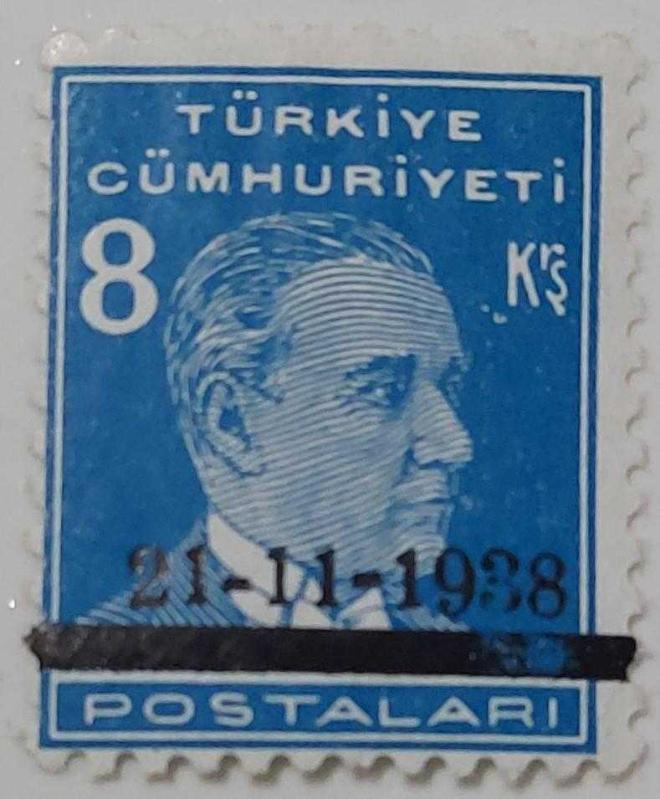 TÜRKİYE
CÜMHURİYETİ
8 Krş
21-11-1938
POSTALARI